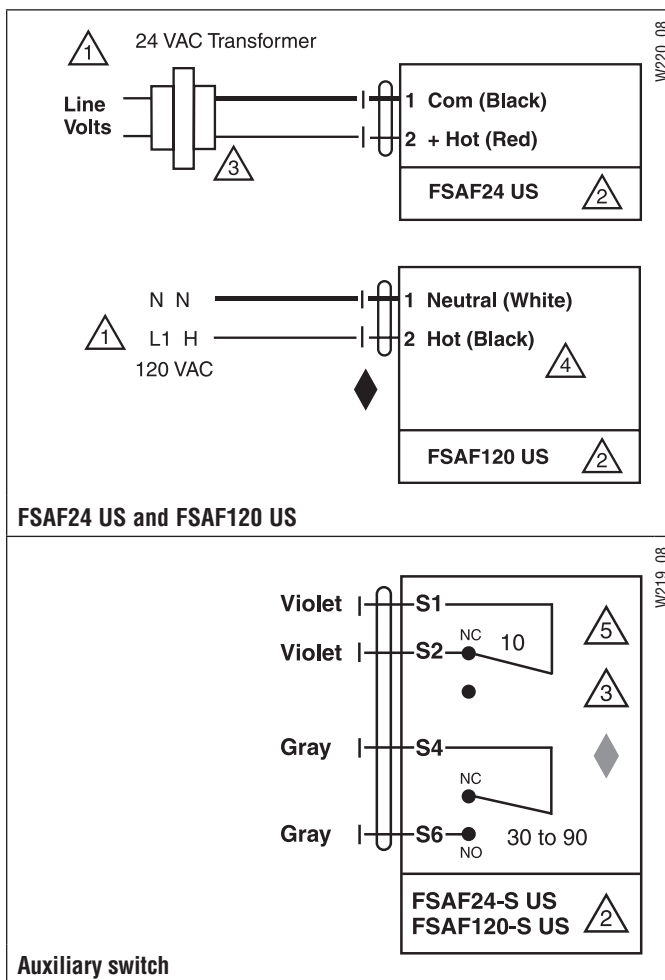 1
24 VAC Transformer
W220_08
Line
Volts
1 Com (Black)
2 + Hot (Red)
3
FSAF24 US
2
N N
1 Neutral (White)
1
L1 H
2 Hot (Black)
120 VAC
4
FSAF120 US
2
FSAF24 US and FSAF120 US
W219_08
Violet
S1
5
Violet
S2
NC
10
3
Gray
S4
NC
Gray
S6
NO
30 to 90
FSAF24-S US
FSAF120-S US
2
Auxiliary switch